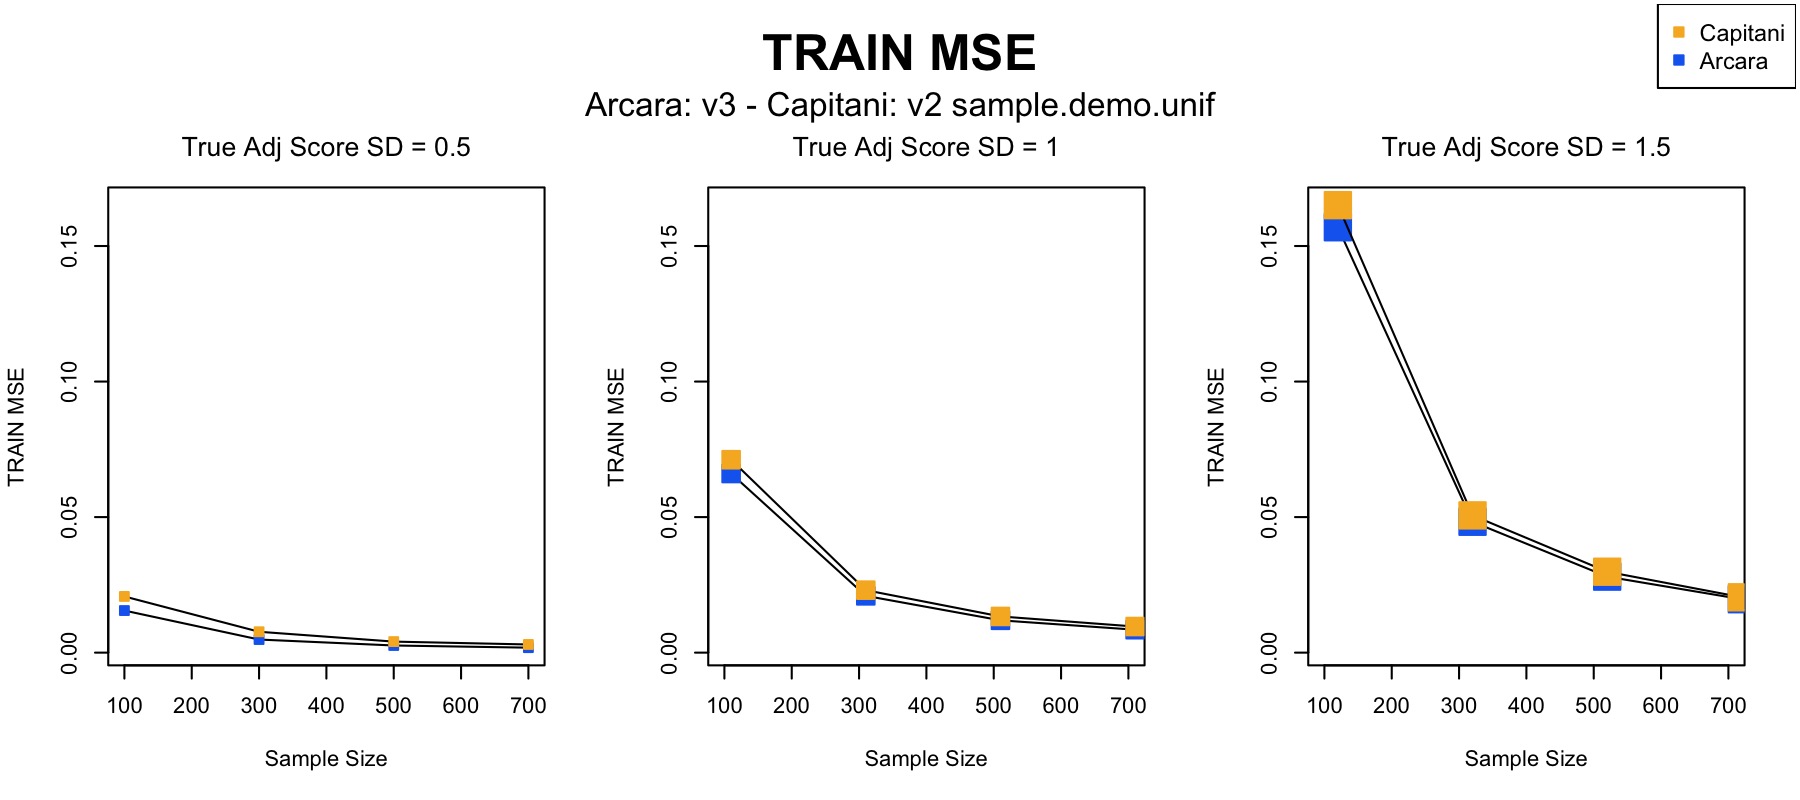 TRAIN MSE
Arcara: v3 - Capitani: v2 sample.demo.unif
Capitani
Arcara
True Adj Score SD = 0.5
TRAIN MSE
0.15
0.10
0.05
0.00
100 200 300 400 500 600 700
Sample Size
True Adj Score SD = 1
TRAIN MSE
0.15
0.10
0.05
0.00
100 200 300 400 500 600 700
Sample Size
True Adj Score SD = 1.5
TRAIN MSE
0.15
0.10
0.05
0.00
100 200 300 400 500 600 700
Sample Size